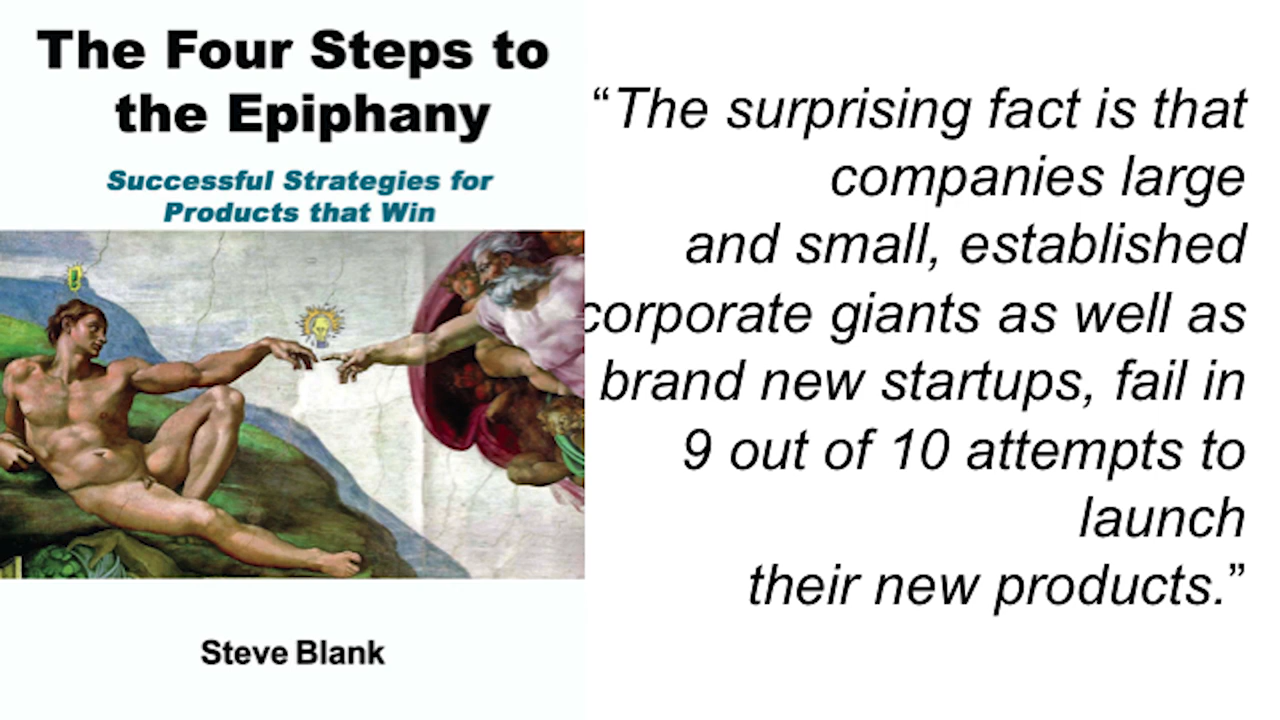 The Four Steps to
the Epiphany
Successful Strategies for
Products that Win
Steve Blank
“The surprising fact is that
companies large
and small, established
corporate giants as well as
brand new startups, fail in
9 out of 10 attempts to
launch
their new products.”